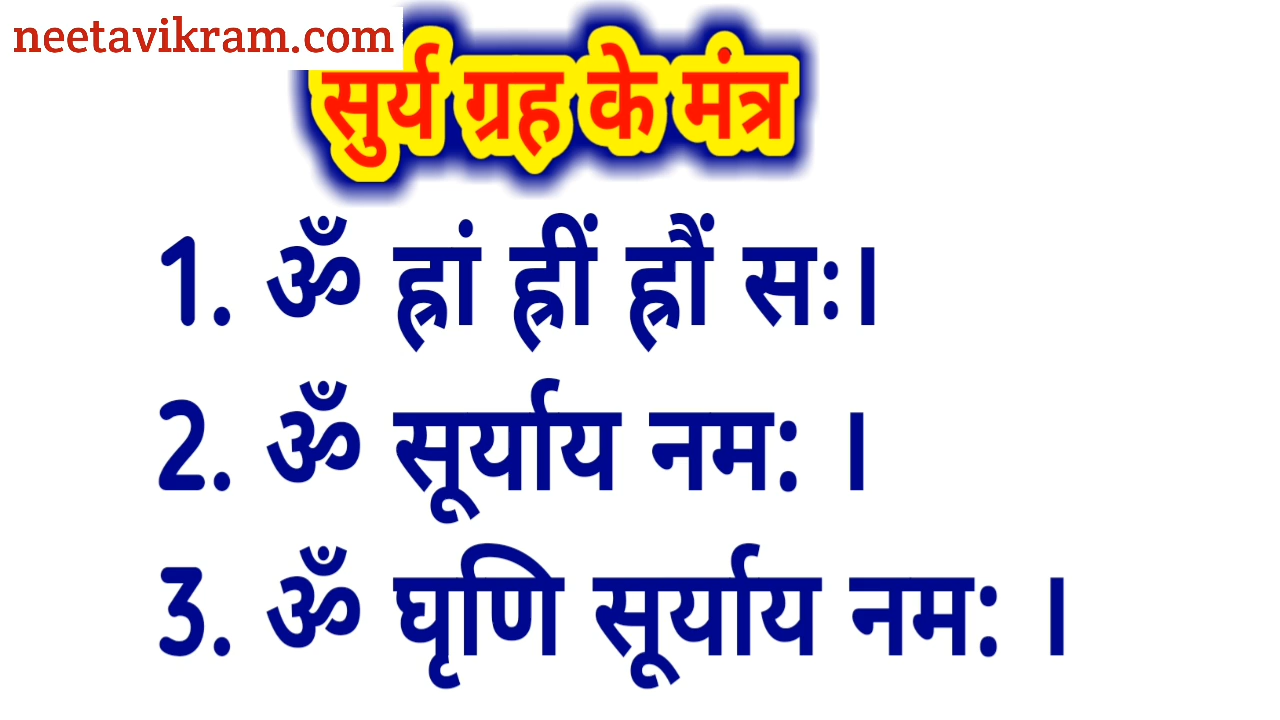 neetavikram.com
सुर्य ग्रह के मंत्र
1. ॐ ह्रां ह्रीं ह्रौं सः।
2. ॐ सूर्याय नम: ।
3. ॐ घृणि सूर्याय नम: ।